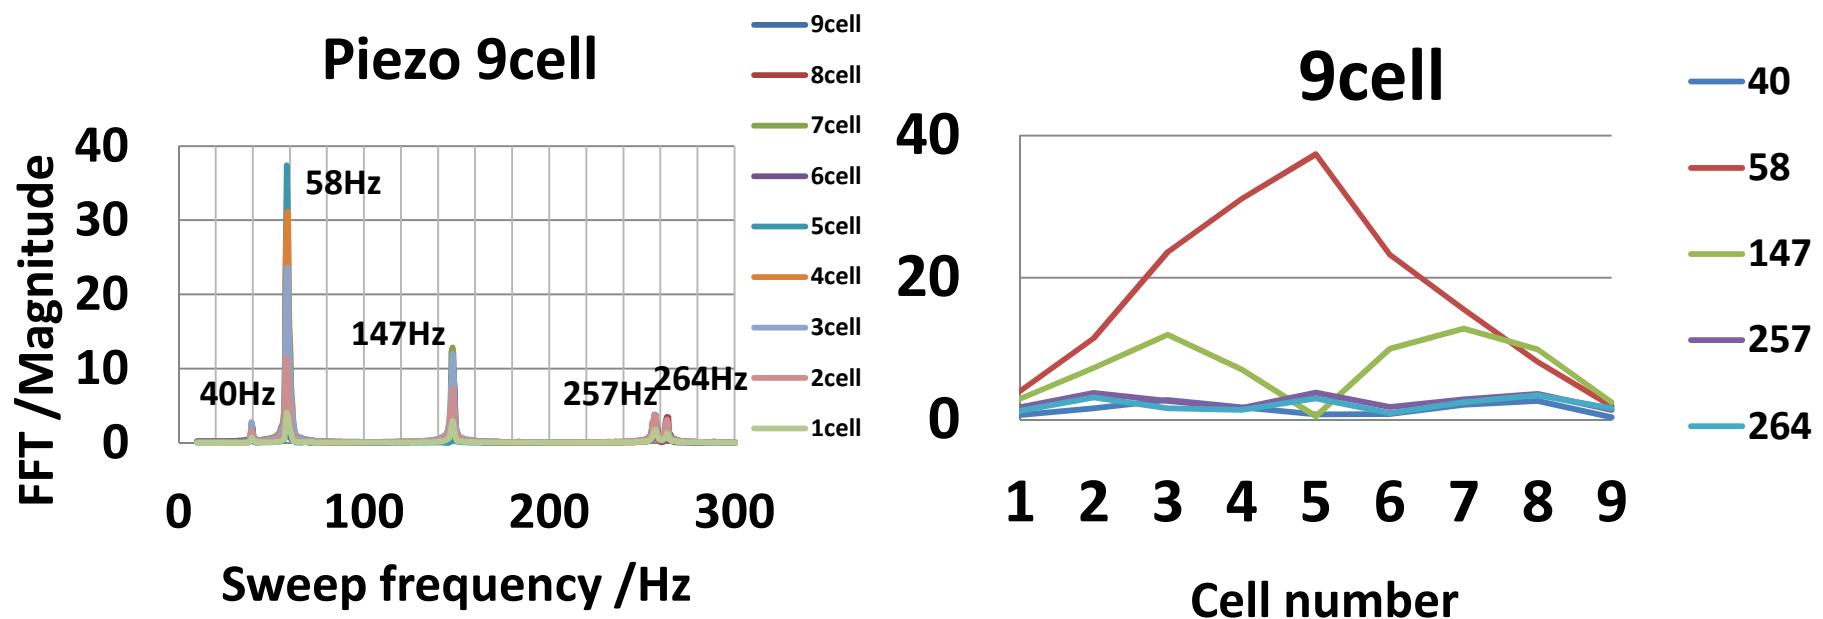 Piezo 9cell
FFT /Magnitude
40
30
20
10
0
58Hz
147Hz
40Hz
257Hz
264Hz
0 100 200 300
Sweep frequency /Hz
9cell
8cell
7cell
6cell
5cell
4cell
3cell
2cell
1cell
9cell
40
20
0
1 2 3 4 5 6 7 8 9
Cell number
40
58
147
257
264